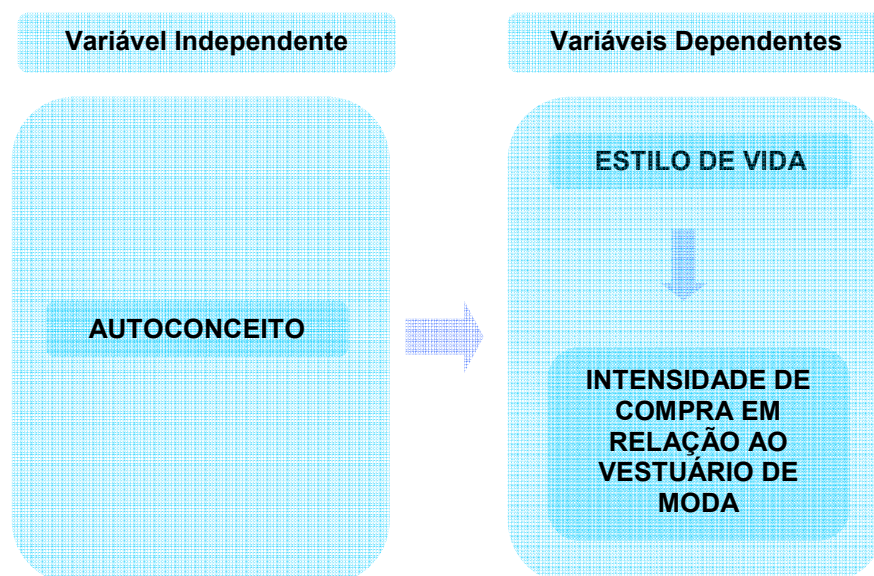 Variável Independente
Variáveis Dependentes
AUTOCONCEITO
ESTILO DE VIDA
INTENSIDADE DE
COMPRA EM
RELAÇÃO AO
VESTUÁRIO DE
MODA